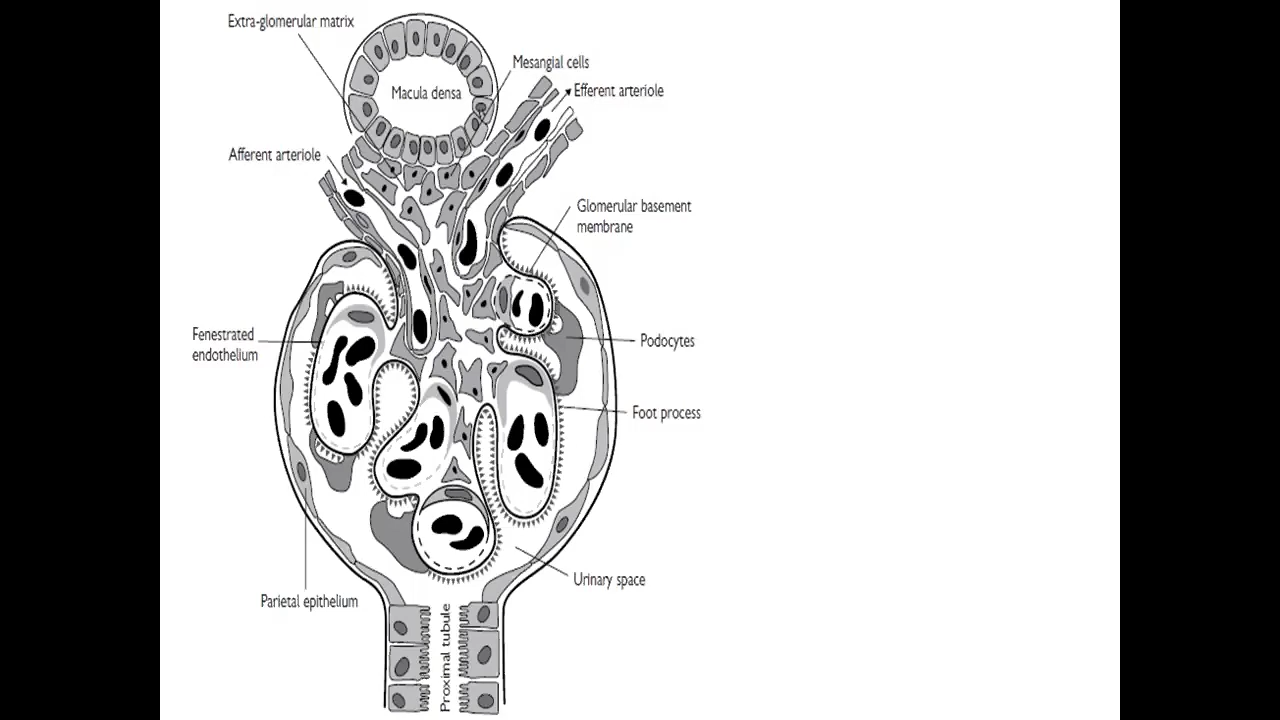 Extra-glomerular matrix
Mesangial cells
Efferent arteriole
Macula densa
Afferent arteriole
Glomerular basement
membrane
Fenestrated
endothelium
Podocytes
Foot process
Urinary space
Parietal epithelium
Proximal tubule